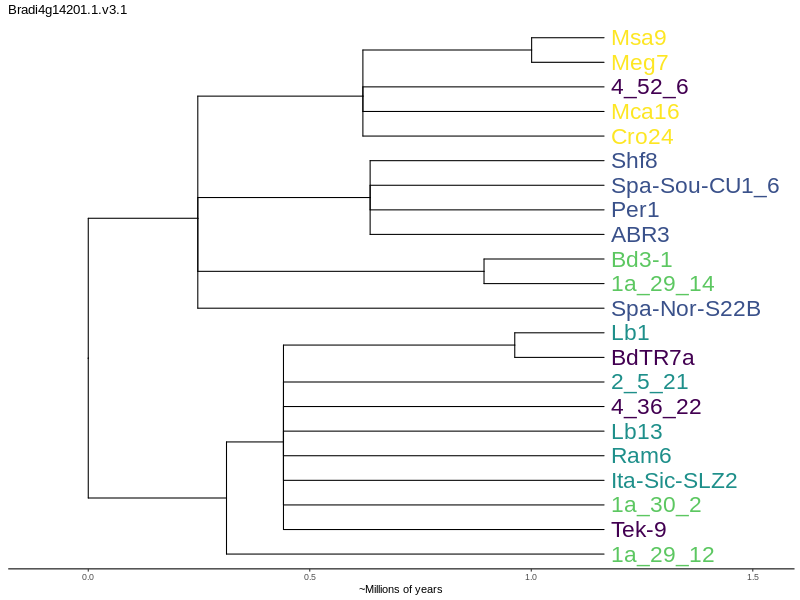 Bradi4g14201.1.v3.1
Msa9
Meg7
4_52_6
Mca16
Cro24
Shf8
Spa-Sou-CU1_6
Per1
ABR3
Bd3-1
1a_29_14
Spa-Nor-S22B
Lb1
BdTR7a
2_5_21
4_36_22
Lb13
Ram6
Ita-Sic-SLZ2
1a_30_2
Tek-9
1a_29_12
0.0 0.5 1.0 1.5
~Millions of years